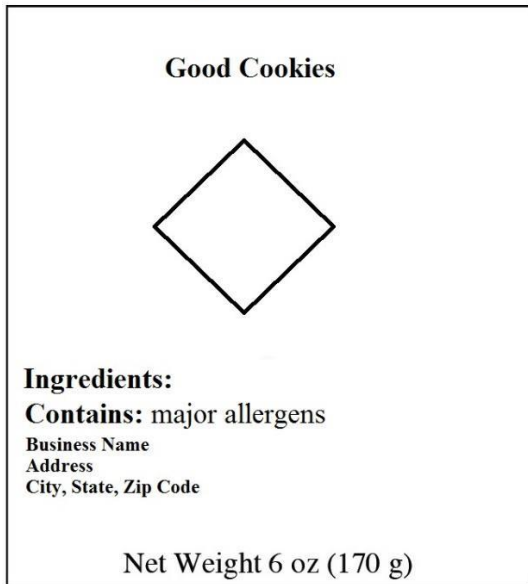 Good Cookies
Ingredients:
Contains: major allergens
Business Name
Address
City, State, Zip Code
Net Weight 6 oz (170 g)